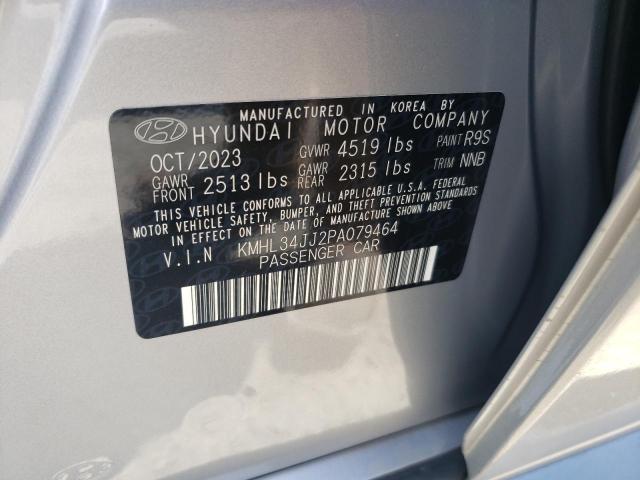 MANUFACTURED IN KOREA BY
HYUNDAI MOTOR COMPANY
OCT/2023 GVWR 4519 lbs PAINT R9S
GAWR FRONT 2513 lbs GAWR REAR 2315 lbs TRIM NNB
THIS VEHICLE CONFORMS TO ALL APPLICABLE U.S.A. FEDERAL
MOTOR VEHICLE SAFETY, BUMPER, AND THEFT PREVENTION STANDARDS
IN EFFECT ON THE DATE OF MANUFACTURE SHOWN ABOVE.
V.I.N KMHL34JJ2PA079464
PASSENGER CAR